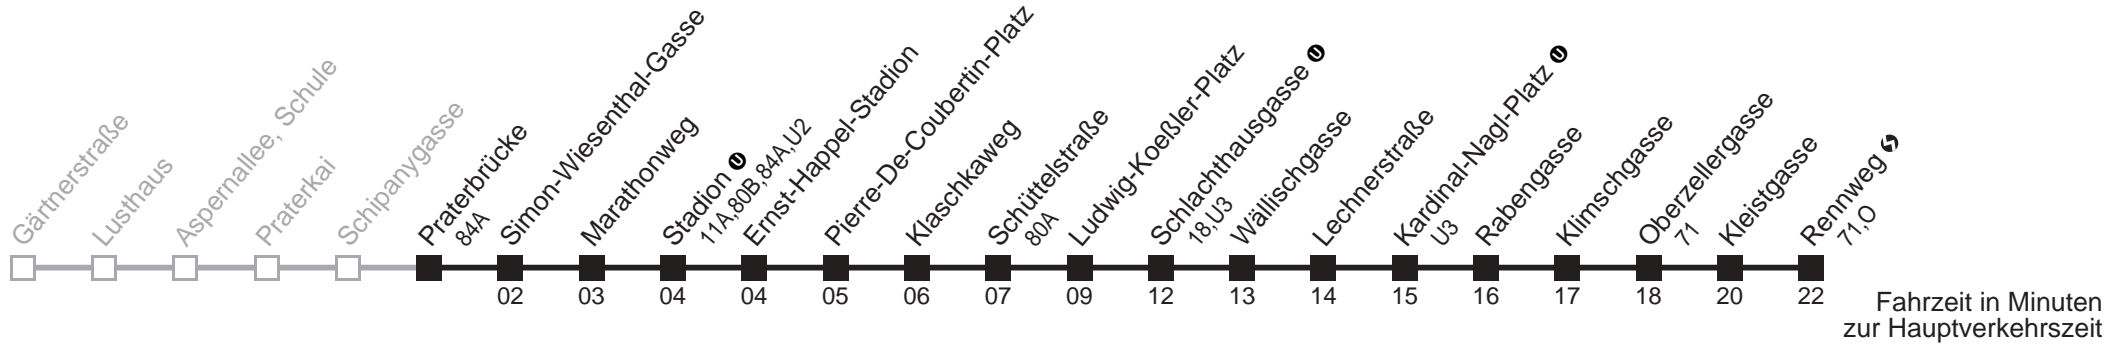 Gärtnerstraße
Lusthaus
Aspernallee, Schule
Praterkai
Schipanygasse
Praterbrücke
84A
Simon-Wiesenthal-Gasse
02
Marathonweg
03
Stadion U
11A,80B,84A,U2
04
Ernst-Happel-Stadion
04
Pierre-De-Coubertin-Platz
05
Klaschkaweg
06
Schüttelstraße
80A
07
Ludwig-Koeßler-Platz
09
Schlachthausgasse U
18,U3
12
Wällischgasse
13
Lechnerstraße
14
Kardinal-Nagl-Platz U
U3
15
Rabengasse
16
Klimschgasse
17
Oberzellergasse
71
18
Kleistgasse
20
Rennweg
71,O
22
Fahrzeit in Minuten
zur Hauptverkehrszeit